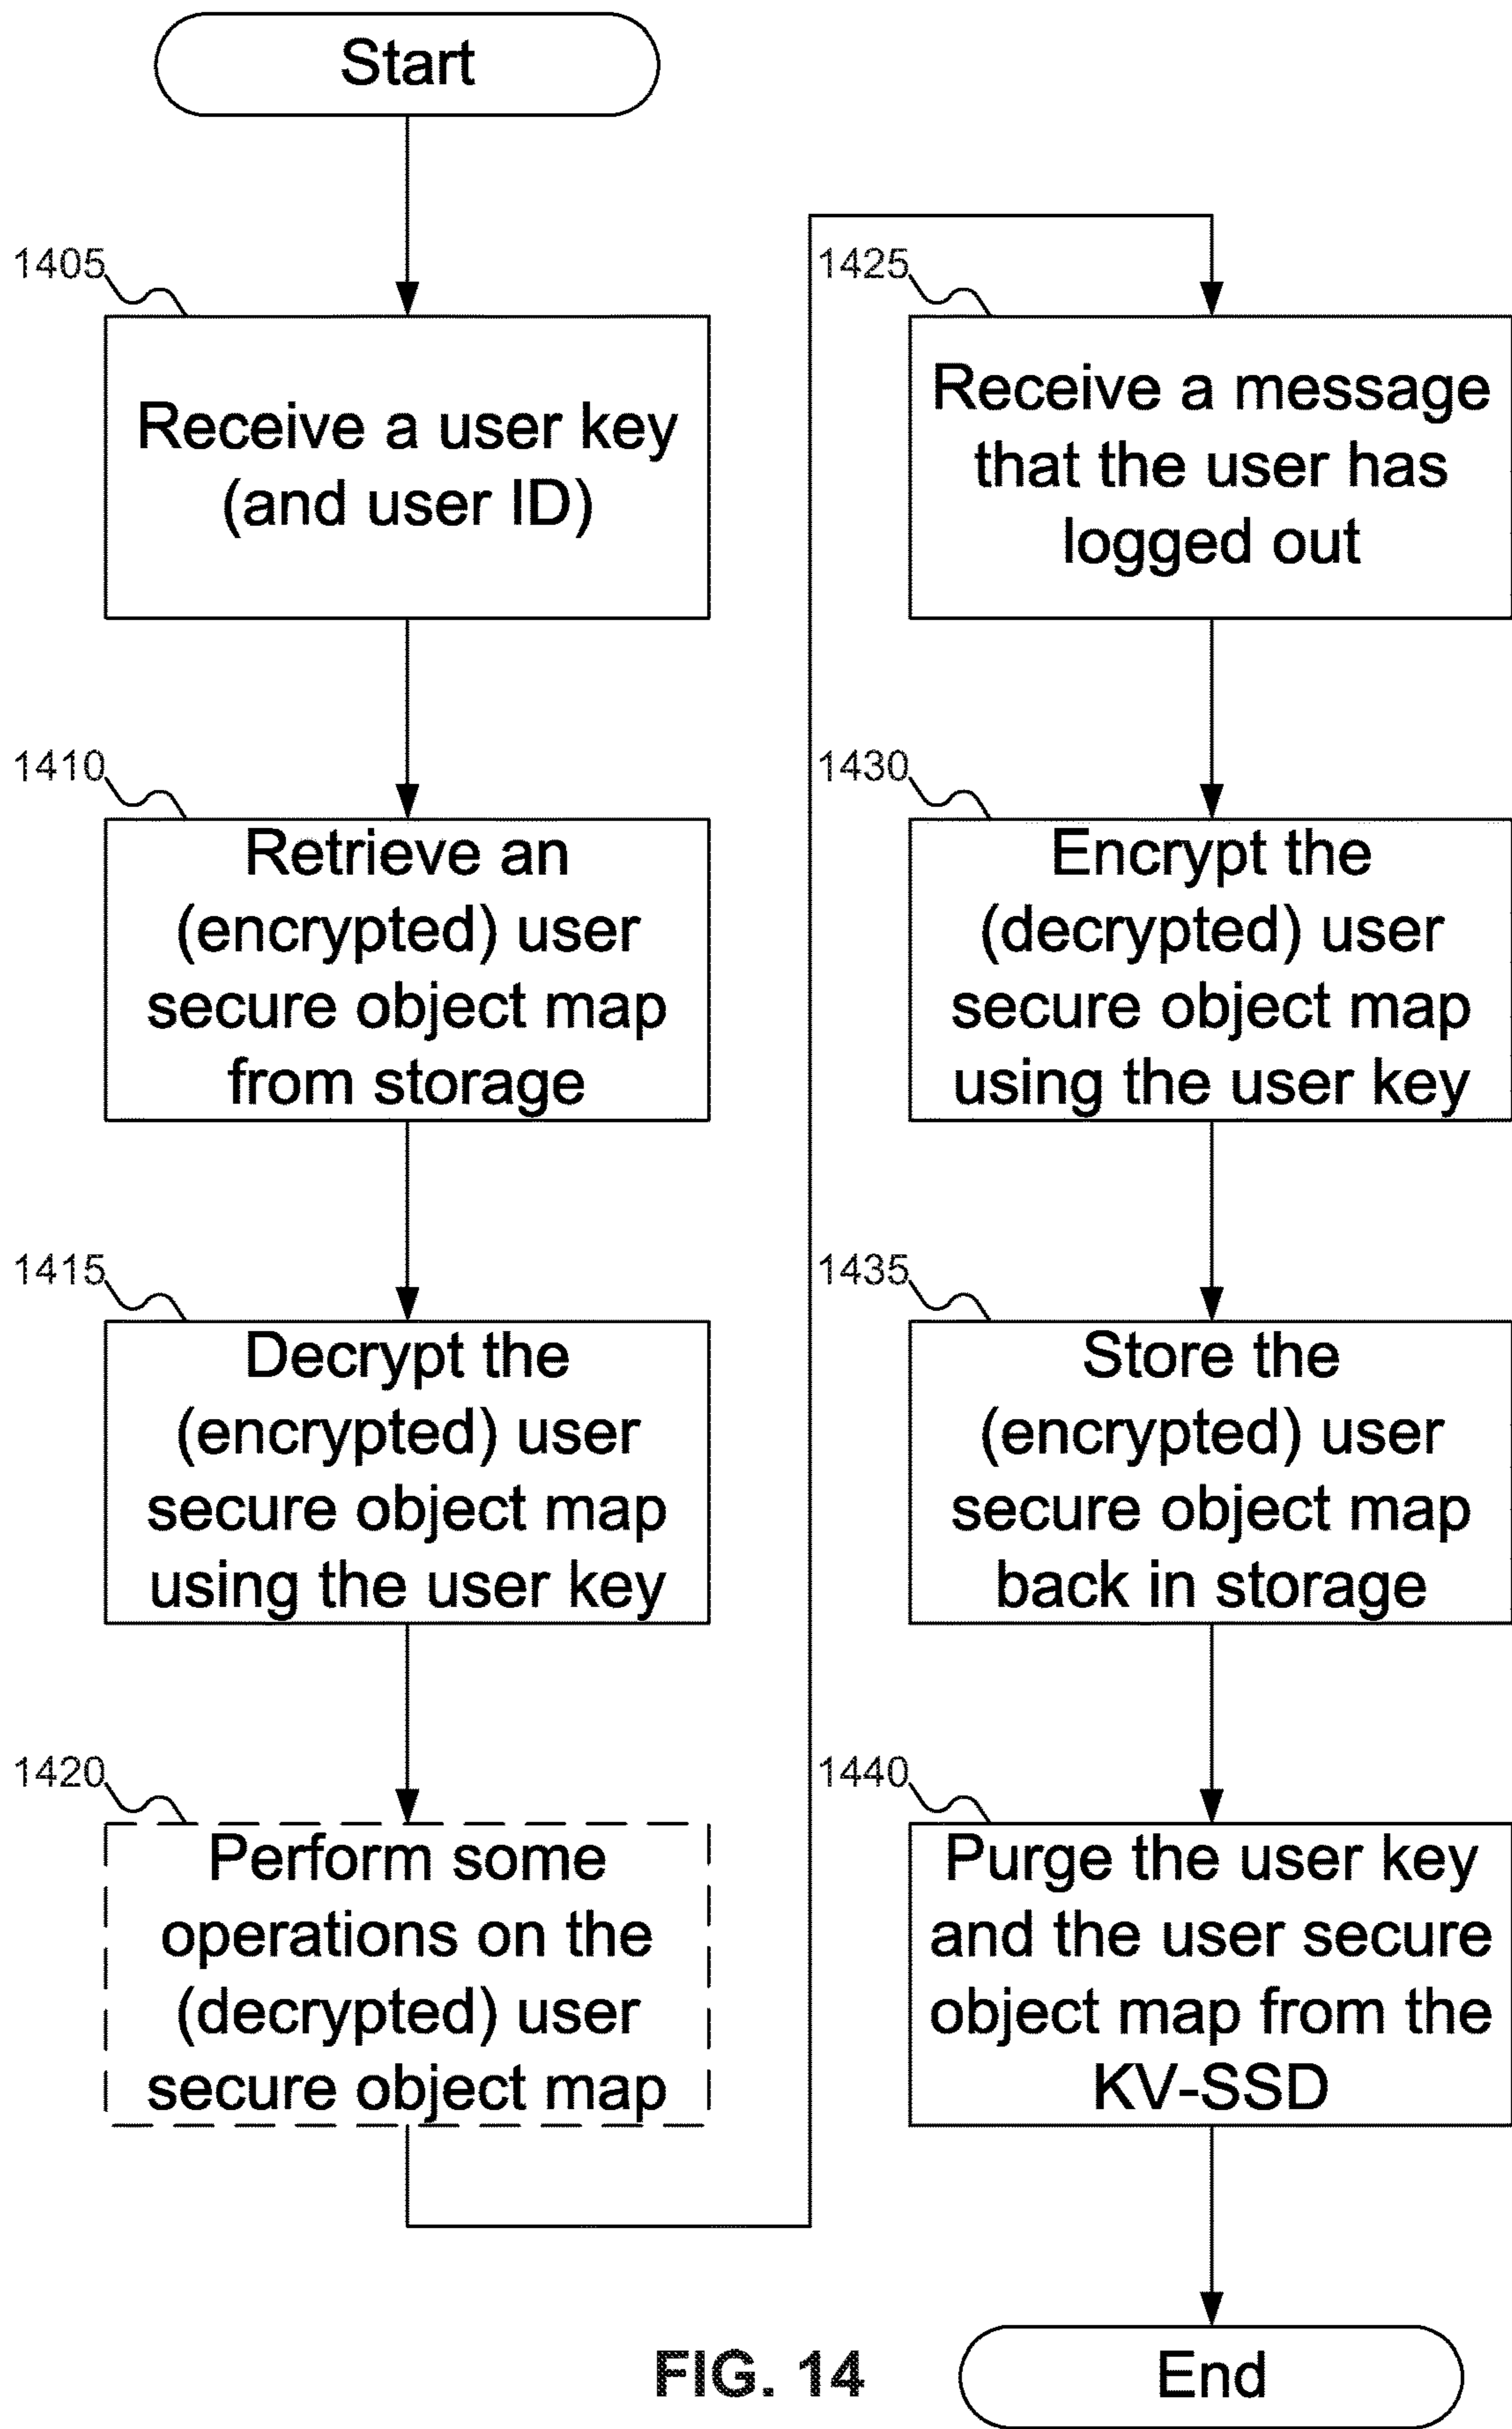 Start
1405
Receive a user key
(and user ID)
1410
Retrieve an
(encrypted) user
secure object map
from storage
1415
Decrypt the
(encrypted) user
secure object map
using the user key
1420
Perform some
operations on the
(decrypted) user
secure object map
1425
Receive a message
that the user has
logged out
1430
Encrypt the
(decrypted) user
secure object map
using the user key
1435
Store the
(encrypted) user
secure object map
back in storage
1440
Purge the user key
and the user secure
object map from the
KV-SSD
End
FIG. 14